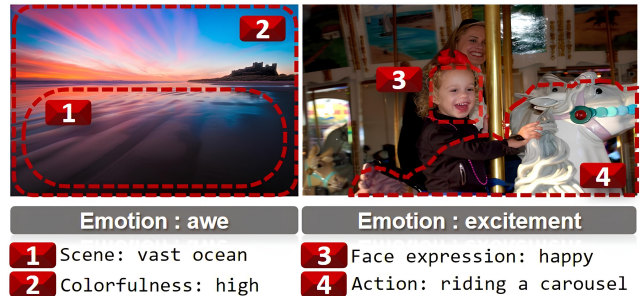 2
1
3
4
Emotion : awe
Emotion : excitement
1 Scene: vast ocean
2 Colorfulness: high
3 Face expression: happy
4 Action: riding a carousel